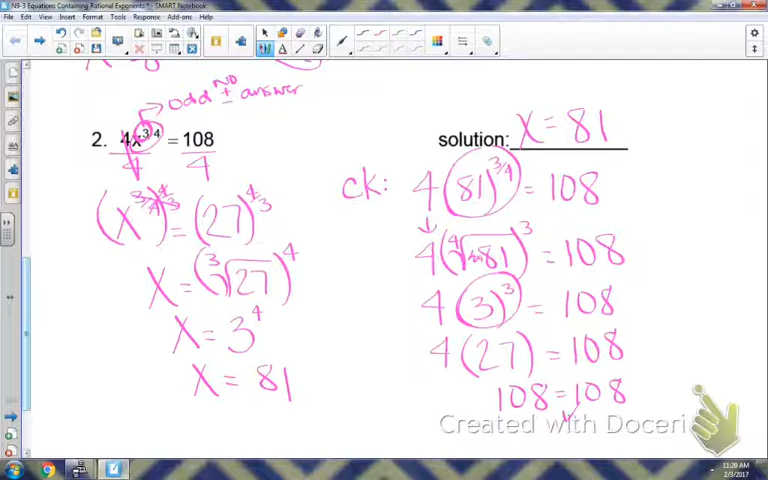 N9-3 Equations Containing Rational Exponents * - SMART Notebook
File Edit View Insert Format Tools Response Add-ons Help
Odd NO ± answer
2. 4x^3/4 = 108
4 4
(x^3/4)^4/3 = (27)^4/3
x = (∛27)^4
x = 3^4
x = 81
solution: x = 81
ck: 4(81)^3/4 = 108
4(∜81)^3 = 108
4(3)^3 = 108
4(27) = 108
108 = 108
Created with Doceri
11:20 AM
2/3/2017